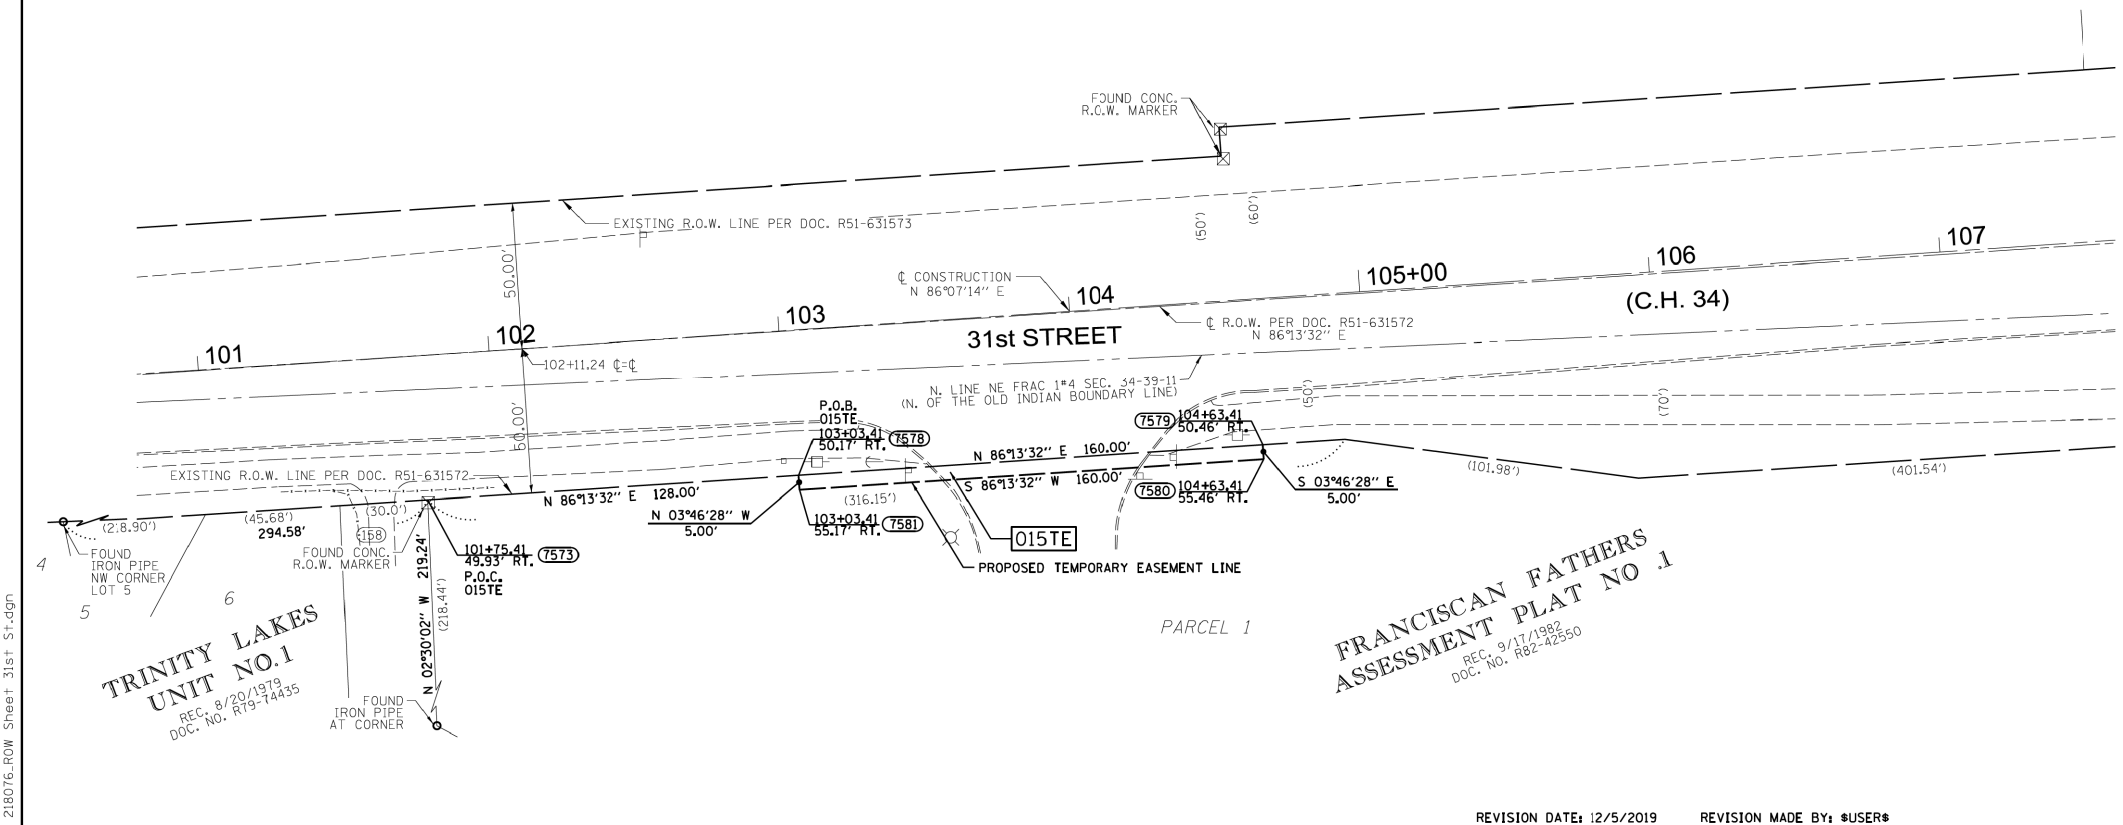 FOUND CONC.
R.O.W. MARKER
EXISTING R.O.W. LINE PER DOC. R51-631573
(50')
(60')
50.00'
℄ CONSTRUCTION
N 86°07'14'' E
101
102
103
104
105+00
106
107
(C.H. 34)
31st STREET
℄ R.O.W. PER DOC. R51-631572
N 86°13'32'' E
102+11.24 ℄=℄
N. LINE NE FRAC 1#4 SEC. 34-39-11
(N. OF THE OLD INDIAN BOUNDARY LINE)
(50')
(70')
50.00'
P.O.B.
015TE
103+03.41
50.17' RT.
7578
7579
104+63.41
50.46' RT.
EXISTING R.O.W. LINE PER DOC. R51-631572
N 86°13'32'' E 160.00'
S 86°13'32'' W 160.00'
N 86°13'32'' E 128.00'
(316.15')
(101.98')
(401.54')
7580
104+63.41
55.46' RT.
S 03°46'28'' E
5.00'
N 03°46'28'' W
5.00'
103+03.41
55.17' RT.
7581
015TE
PROPOSED TEMPORARY EASEMENT LINE
(218.90')
(45.68')
294.58'
(30.0')
158
FOUND
IRON PIPE
NW CORNER
LOT 5
FOUND CONC.
R.O.W. MARKER
101+75.41
49.93' RT.
7573
P.O.C.
015TE
4
5
6
N 02°30'02'' W 219.24'
(218.44')
TRINITY LAKES
UNIT NO.1
REC. 8/20/1979
DOC. NO. R79-74435
FOUND
IRON PIPE
AT CORNER
PARCEL 1
FRANCISCAN FATHERS
ASSESSMENT PLAT NO .1
REC. 9/17/1982
DOC. NO. R82-42550
218076_ROW Sheet 31st St.dgn
REVISION DATE: 12/5/2019 REVISION MADE BY: $USER$